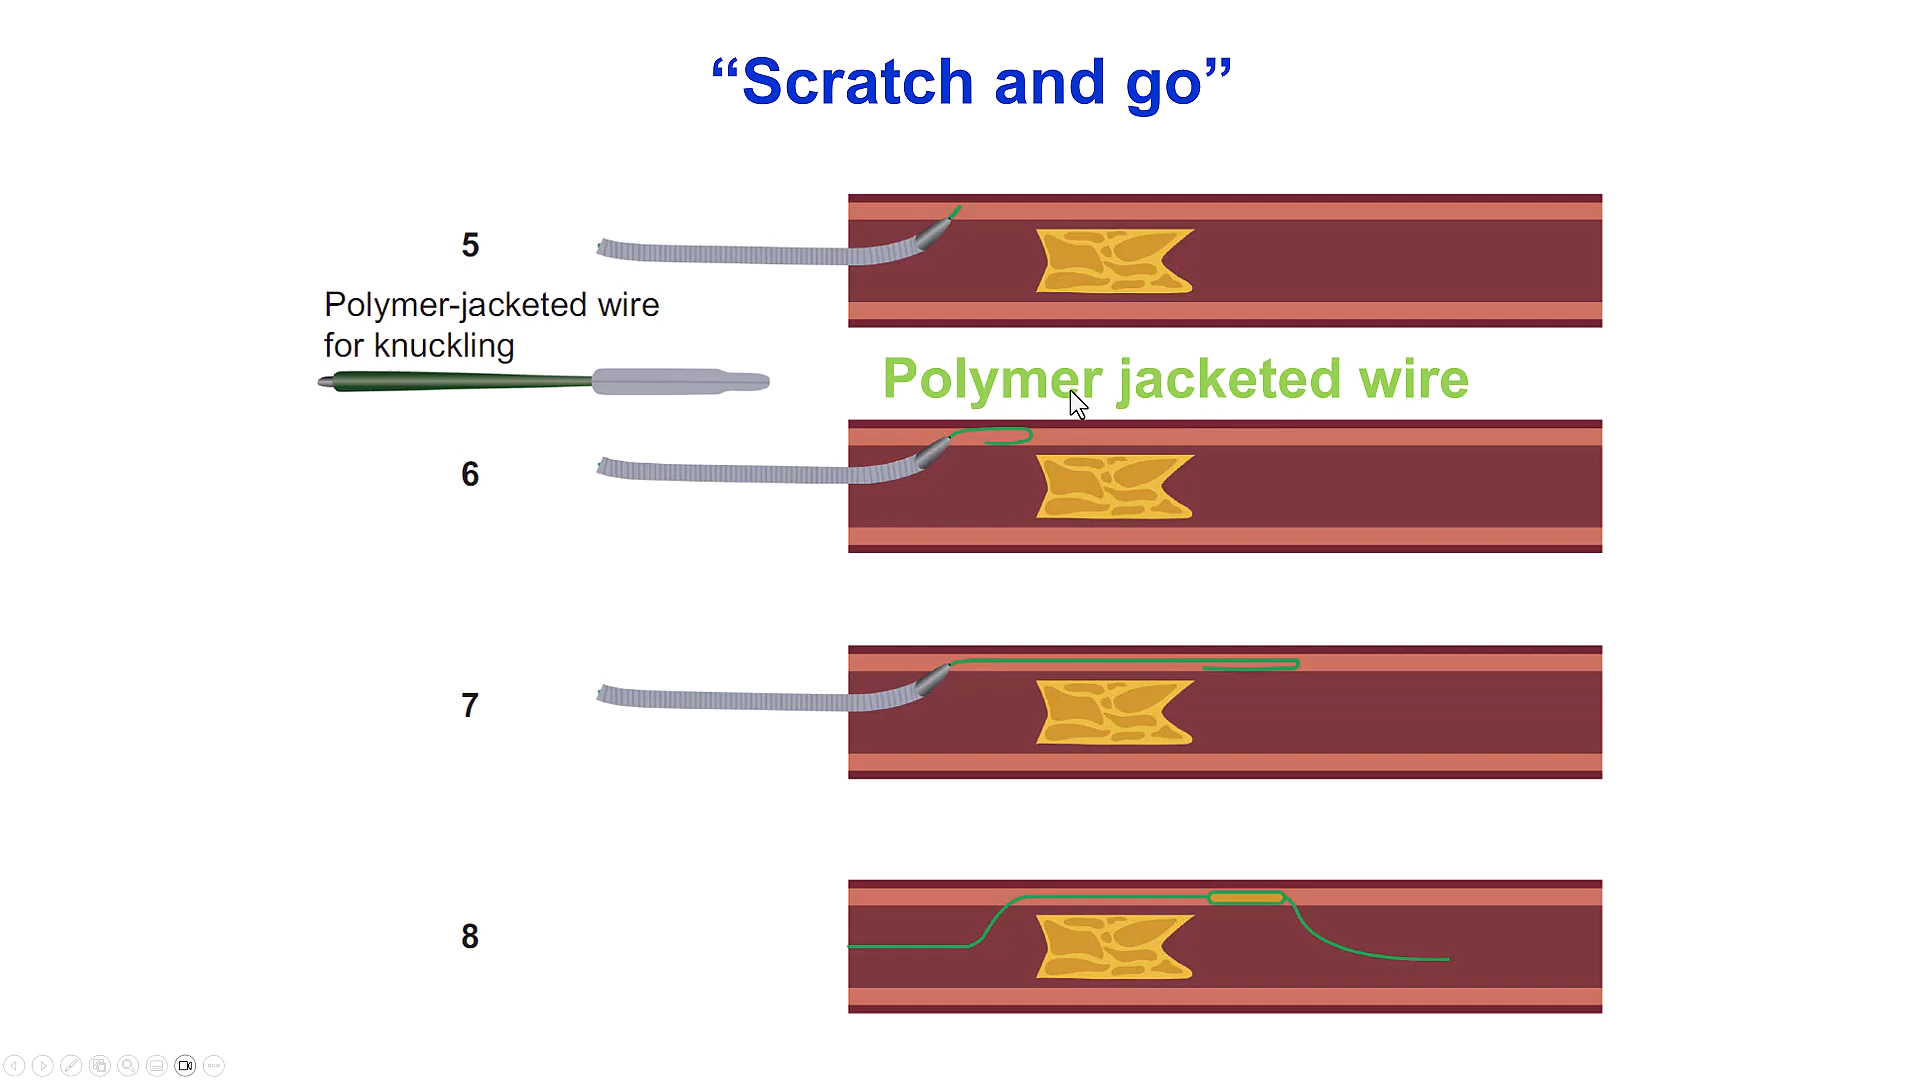 “Scratch and go”
5
Polymer-jacketed wire
for knuckling
Polymer jacketed wire
6
7
8